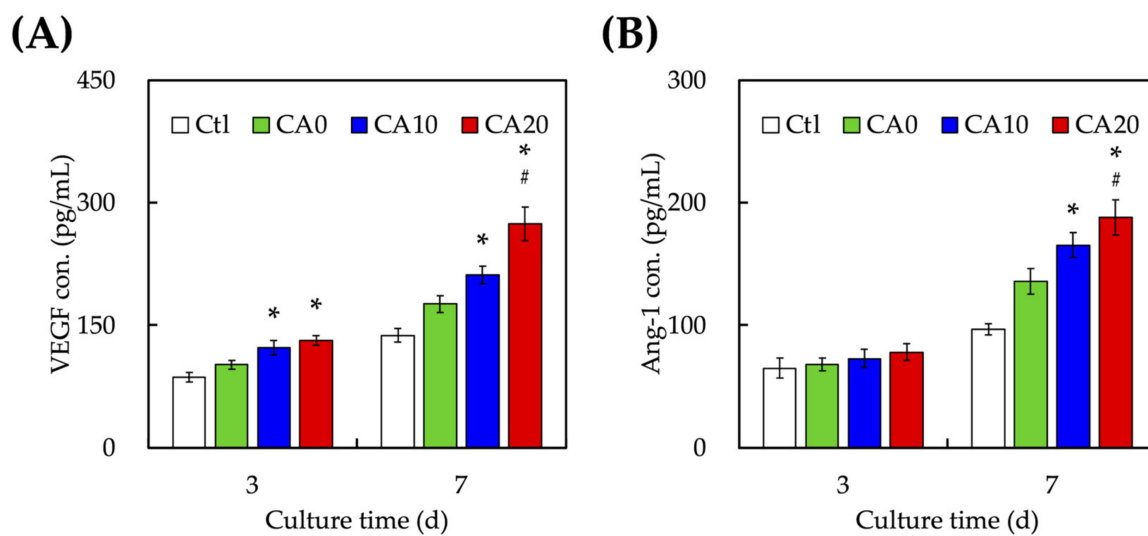 (A)
450
Ctl CA0 CA10 CA20
*
#
300
*
VEGF con. (pg/mL)
* *
150
0
3 7
Culture time (d)
(B)
300
Ctl CA0 CA10 CA20
*
#
200
*
Ang-1 con. (pg/mL)
100
0
3 7
Culture time (d)